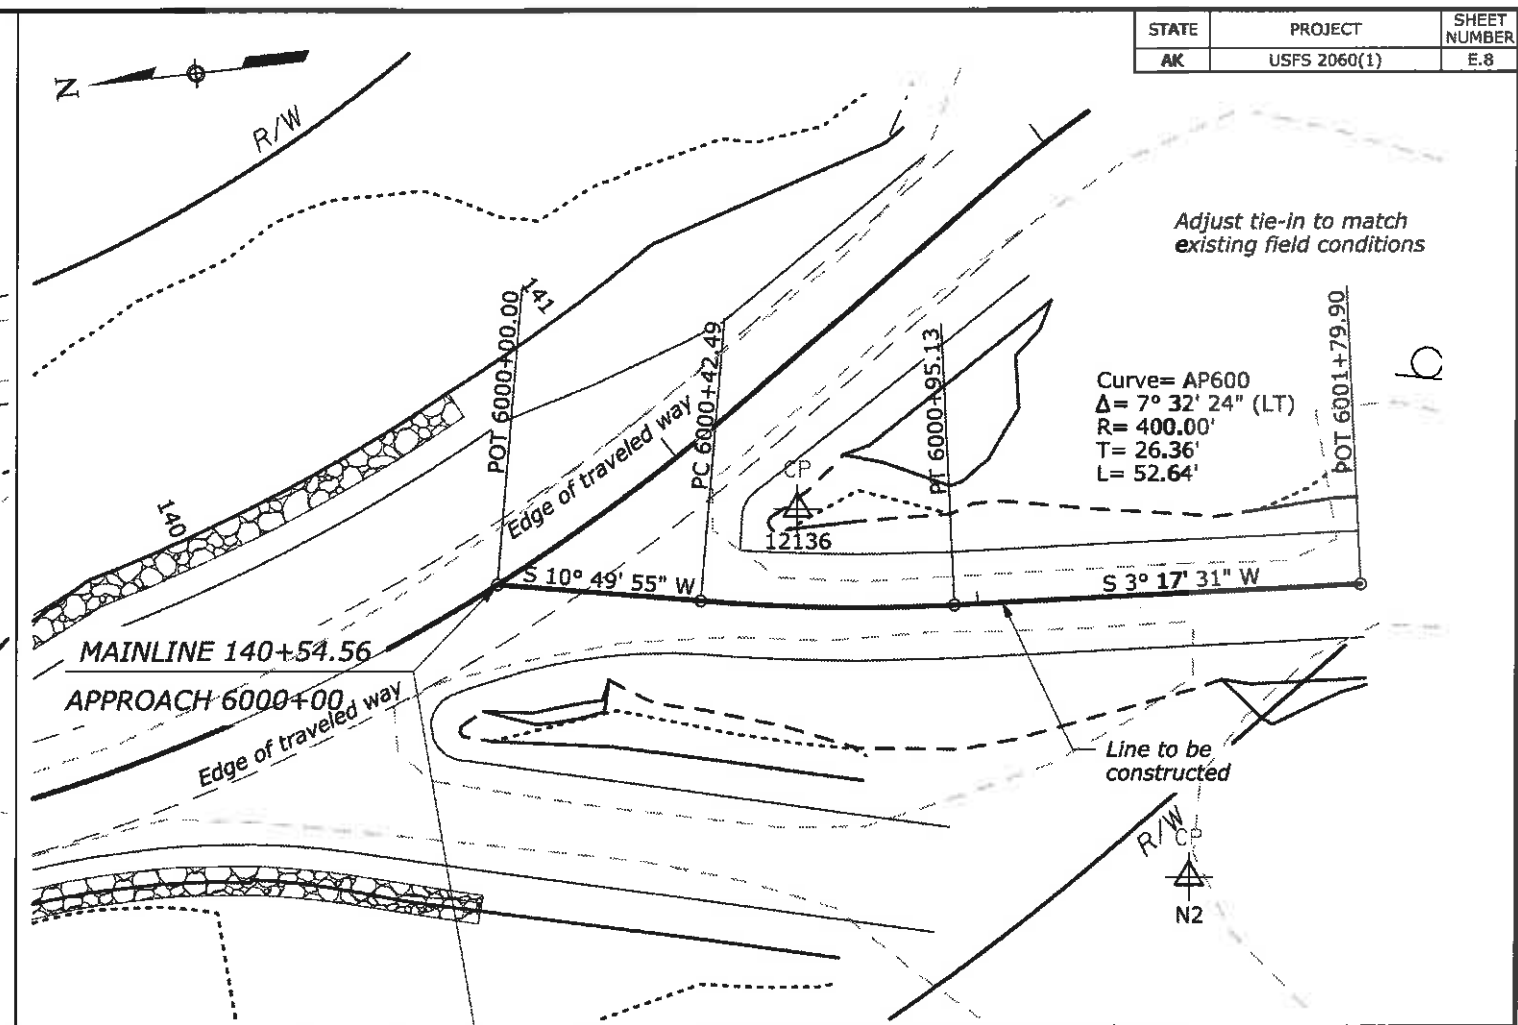 STATE PROJECT SHEET NUMBER
AK USFS 2060(1) E.8
N
R/W
Adjust tie-in to match
existing field conditions
141
POT 6000+00.00
PC 6000+42.49
PT 6000+95.13
POT 6001+79.90
b
Curve= AP600
Δ= 7° 32' 24" (LT)
R= 400.00'
T= 26.36'
L= 52.64'
140
Edge of traveled way
CP
12136
S 10° 49' 55" W
S 3° 17' 31" W
MAINLINE 140+54.56
APPROACH 6000+00
Edge of traveled way
Line to be
constructed
R/W
CP
N2